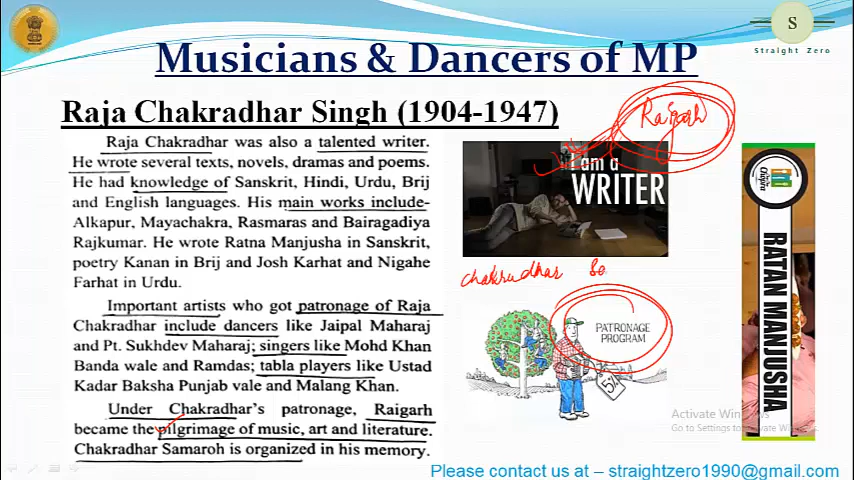 S
Straight Zero
Musicians & Dancers of MP
Raja Chakradhar Singh (1904-1947)
Raigarh
Raja Chakradhar was also a talented writer.
He wrote several texts, novels, dramas and poems.
He had knowledge of Sanskrit, Hindi, Urdu, Brij
and English languages. His main works include-
Alkapur, Mayachakra, Rasmaras and Bairagadiya
Rajkumar. He wrote Ratna Manjusha in Sanskrit,
poetry Kanan in Brij and Josh Karhat and Nigahe
Farhat in Urdu.
Important artists who got patronage of Raja
Chakradhar include dancers like Jaipal Maharaj
and Pt. Sukhdev Maharaj; singers like Mohd Khan
Banda wale and Ramdas; tabla players like Ustad
Kadar Baksha Punjab vale and Malang Khan.
Under Chakradhar's patronage, Raigarh
became the pilgrimage of music, art and literature.
Chakradhar Samaroh is organized in his memory.
I am a
WRITER
chakradhar
PATRONAGE
PROGRAM
5%
RATAN MANJUSHA
Activate Windows
Go to Settings to activate Windows.
Please contact us at – straightzero1990@gmail.com